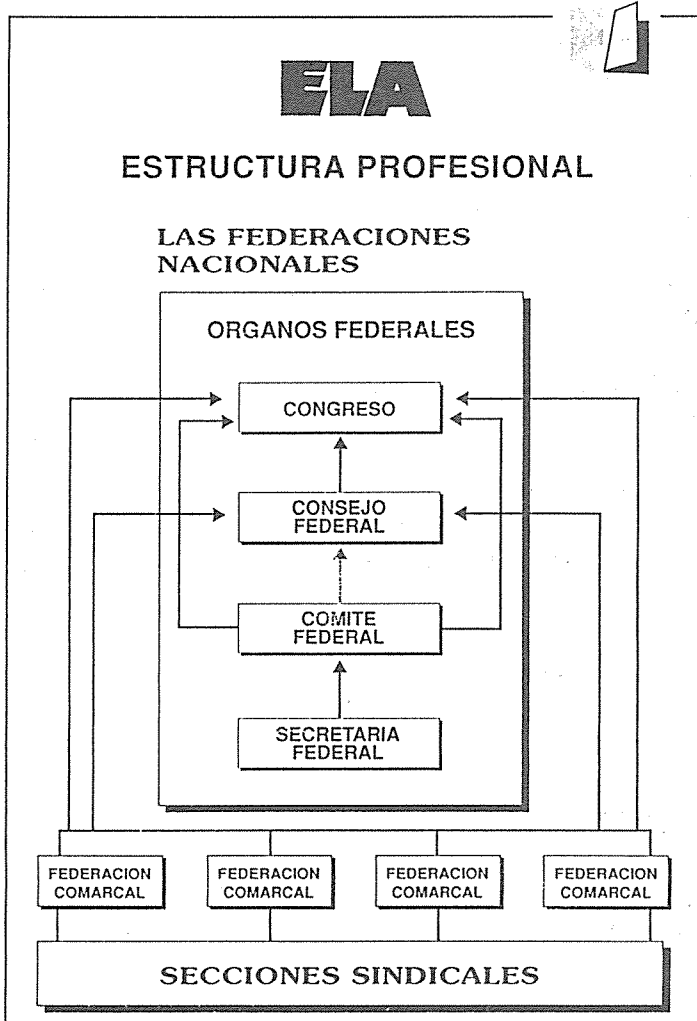 ELA
ESTRUCTURA PROFESIONAL
LAS FEDERACIONES
NACIONALES
ORGANOS FEDERALES
CONGRESO
CONSEJO
FEDERAL
COMITE
FEDERAL
SECRETARIA
FEDERAL
FEDERACION
COMARCAL
FEDERACION
COMARCAL
FEDERACION
COMARCAL
FEDERACION
COMARCAL
SECCIONES SINDICALES